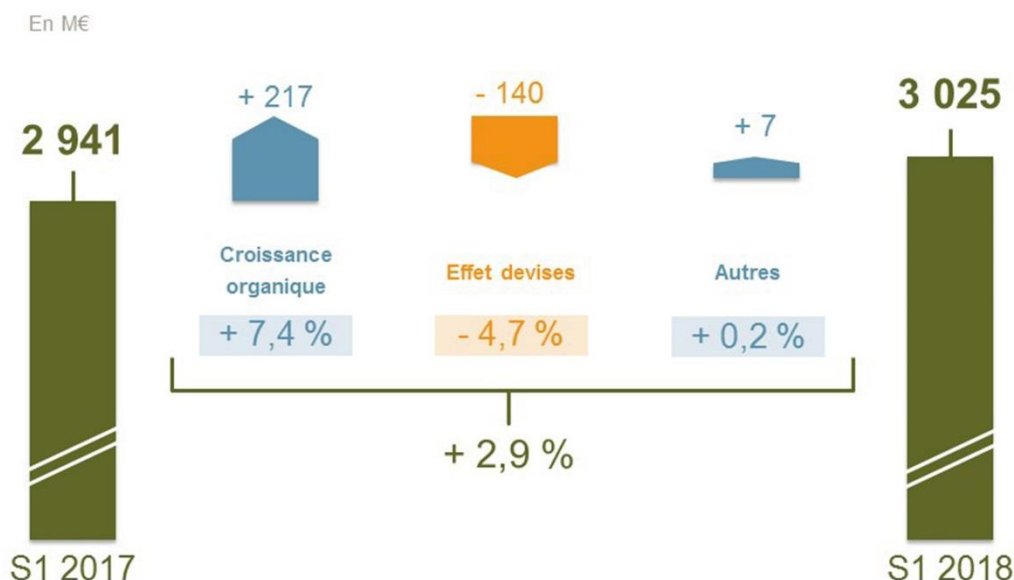 En M€
2 941
+ 217
- 140
+ 7
3 025
Croissance
organique
Effet devises
Autres
+ 7,4 %
- 4,7 %
+ 0,2 %
+ 2,9 %
S1 2017
S1 2018